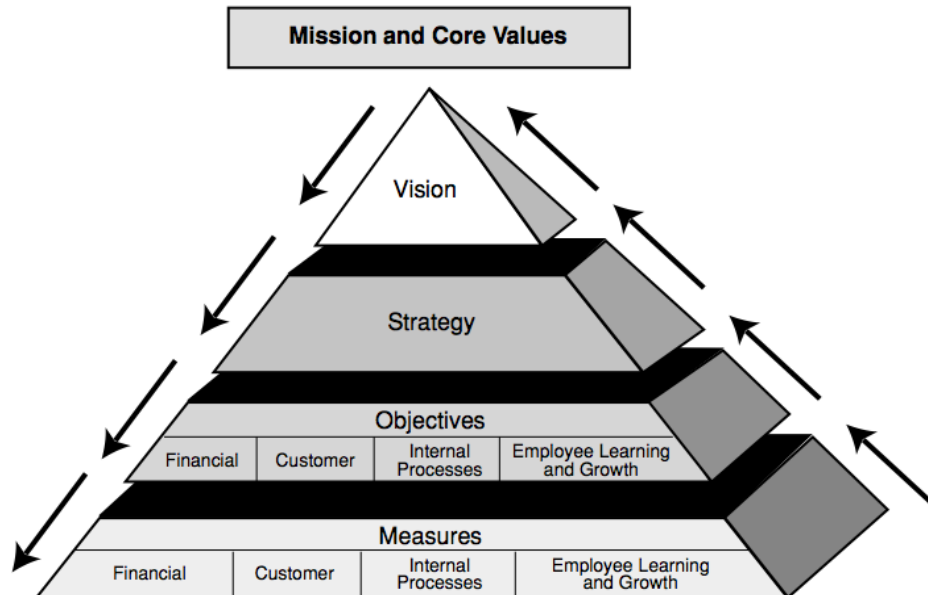 Mission and Core Values
Vision
Strategy
Objectives
Financial
Customer
Internal
Processes
Employee Learning
and Growth
Measures
Financial
Customer
Internal
Processes
Employee Learning
and Growth